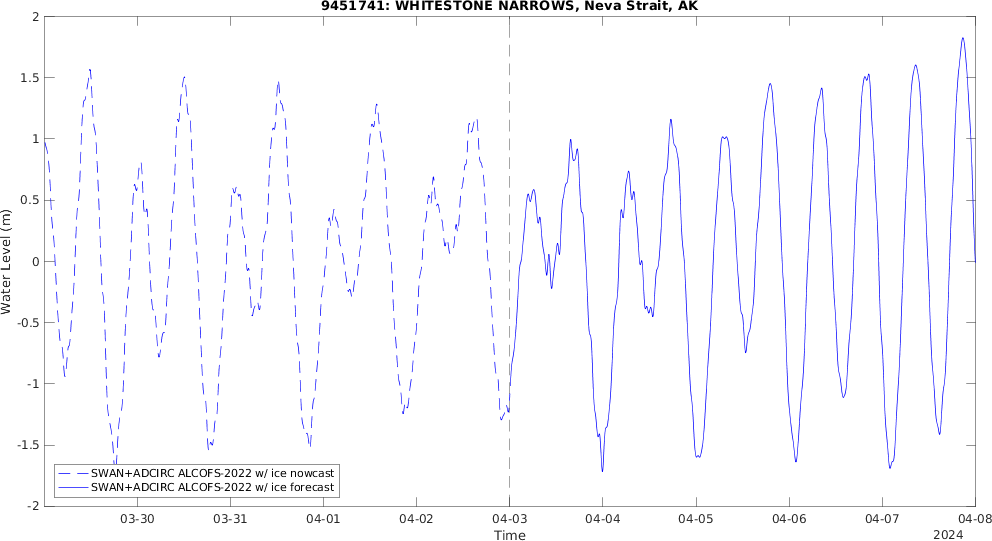 9451741: WHITESTONE NARROWS, Neva Strait, AK
2
1.5
1
0.5
0
-0.5
-1
-1.5
-2
Water Level (m)
SWAN+ADCIRC ALCOFS-2022 w/ ice nowcast
SWAN+ADCIRC ALCOFS-2022 w/ ice forecast
03-30 03-31 04-01 04-02 04-03 04-04 04-05 04-06 04-07 04-08
Time
2024